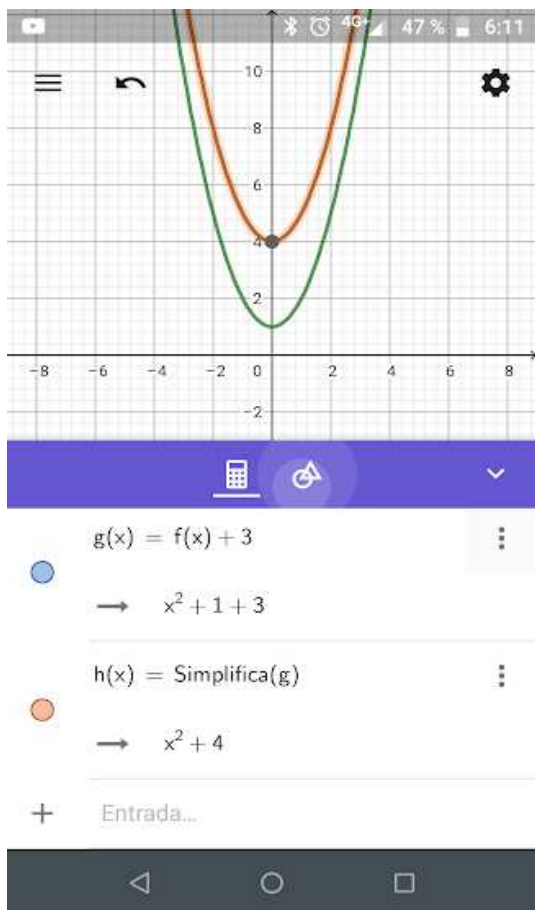 4G+ 47 % 6:11
10
8
6
4
2
-8 -6 -4 -2 0 2 4 6 8
-2
g(x) = f(x) + 3
→ x² + 1 + 3
h(x) = Simplifica(g)
→ x² + 4
+ Entrada...